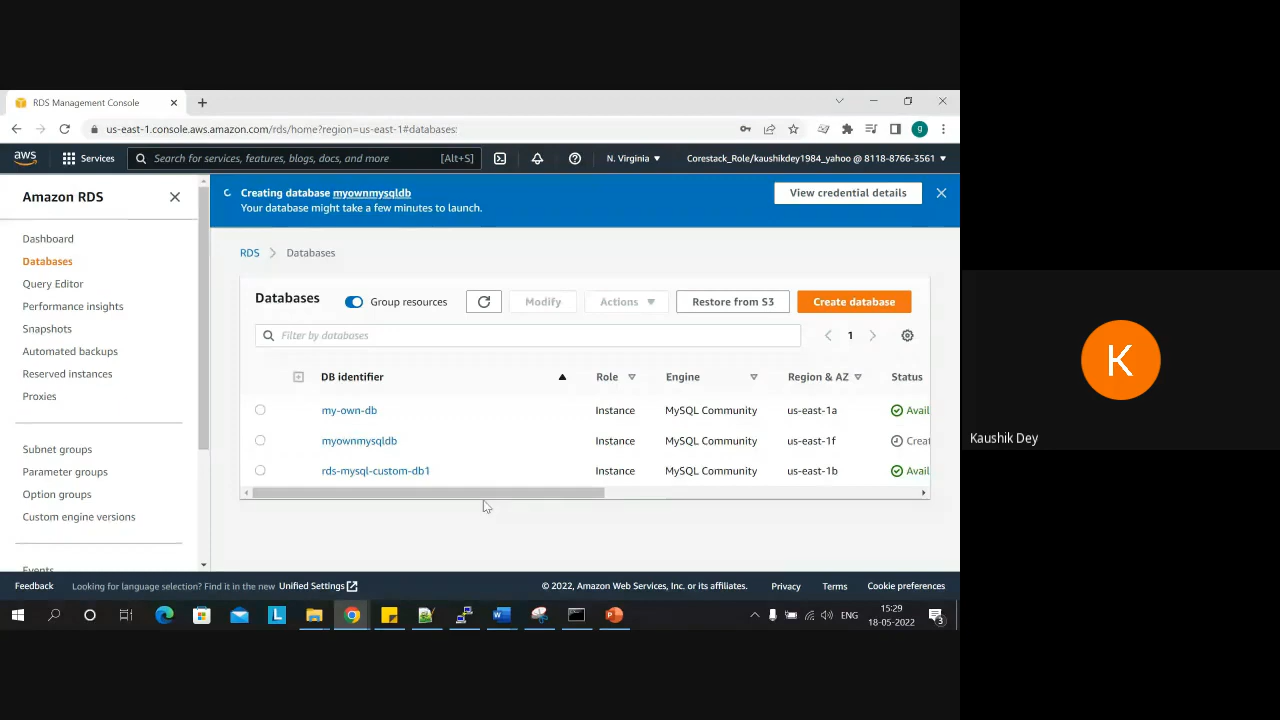 RDS Management Console
us-east-1.console.aws.amazon.com/rds/home?region=us-east-1#databases:
g
aws
Services
Search for services, features, blogs, docs, and more
[Alt+S]
N. Virginia
Corestack_Role/kaushikdey1984_yahoo @ 8118-8766-3561
Amazon RDS
Dashboard
Databases
Query Editor
Performance insights
Snapshots
Automated backups
Reserved instances
Proxies
Subnet groups
Parameter groups
Option groups
Custom engine versions
Events
Creating database myownmysqldb
Your database might take a few minutes to launch.
View credential details
RDS > Databases
Databases
Group resources
Modify
Actions
Restore from S3
Create database
Filter by databases
1
DB identifier Role Engine Region & AZ Status
my-own-db Instance MySQL Community us-east-1a Avail
myownmysqldb Instance MySQL Community us-east-1f Creat
rds-mysql-custom-db1 Instance MySQL Community us-east-1b Avail
Feedback
Looking for language selection? Find it in the new Unified Settings
© 2022, Amazon Web Services, Inc. or its affiliates.
Privacy
Terms
Cookie preferences
L
ENG
15:29
18-05-2022
3
K
Kaushik Dey